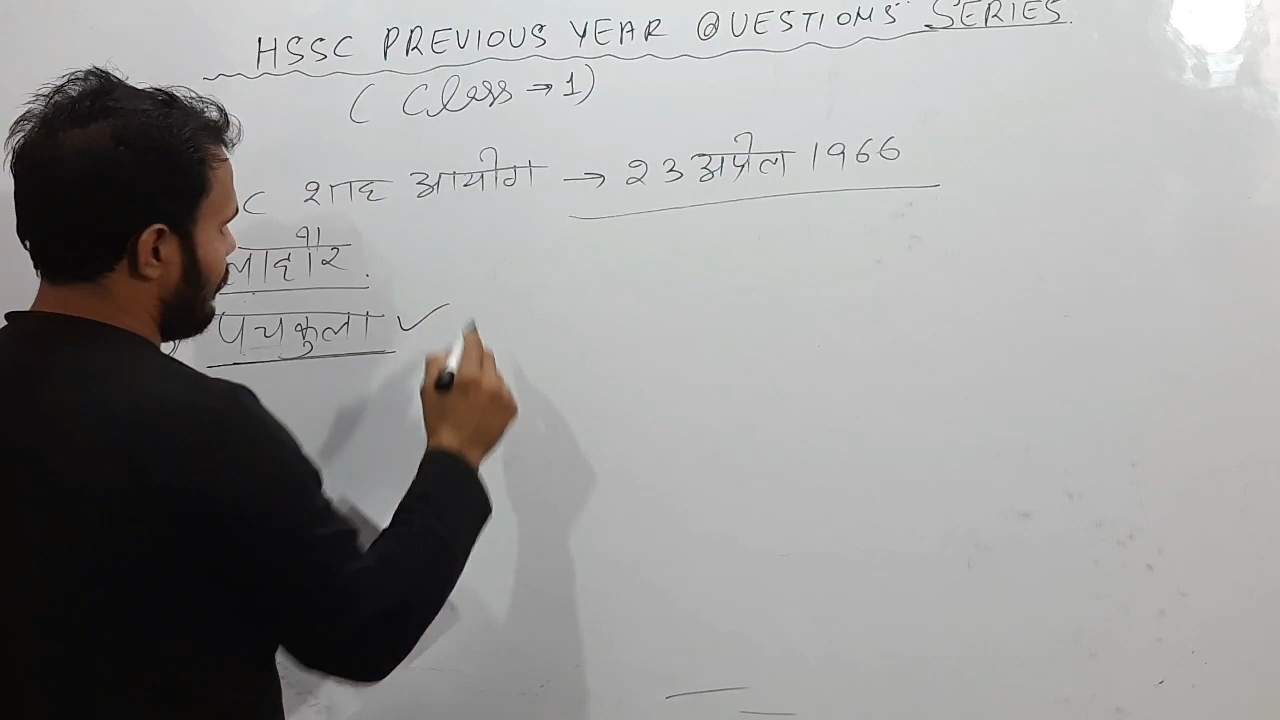 HSSC PREVIOUS YEAR QUESTIONS SERIES.
( Class → 1)
C शाह आयोग → 23 अप्रैल 1966
लाहौर.
पंचकुला ✓